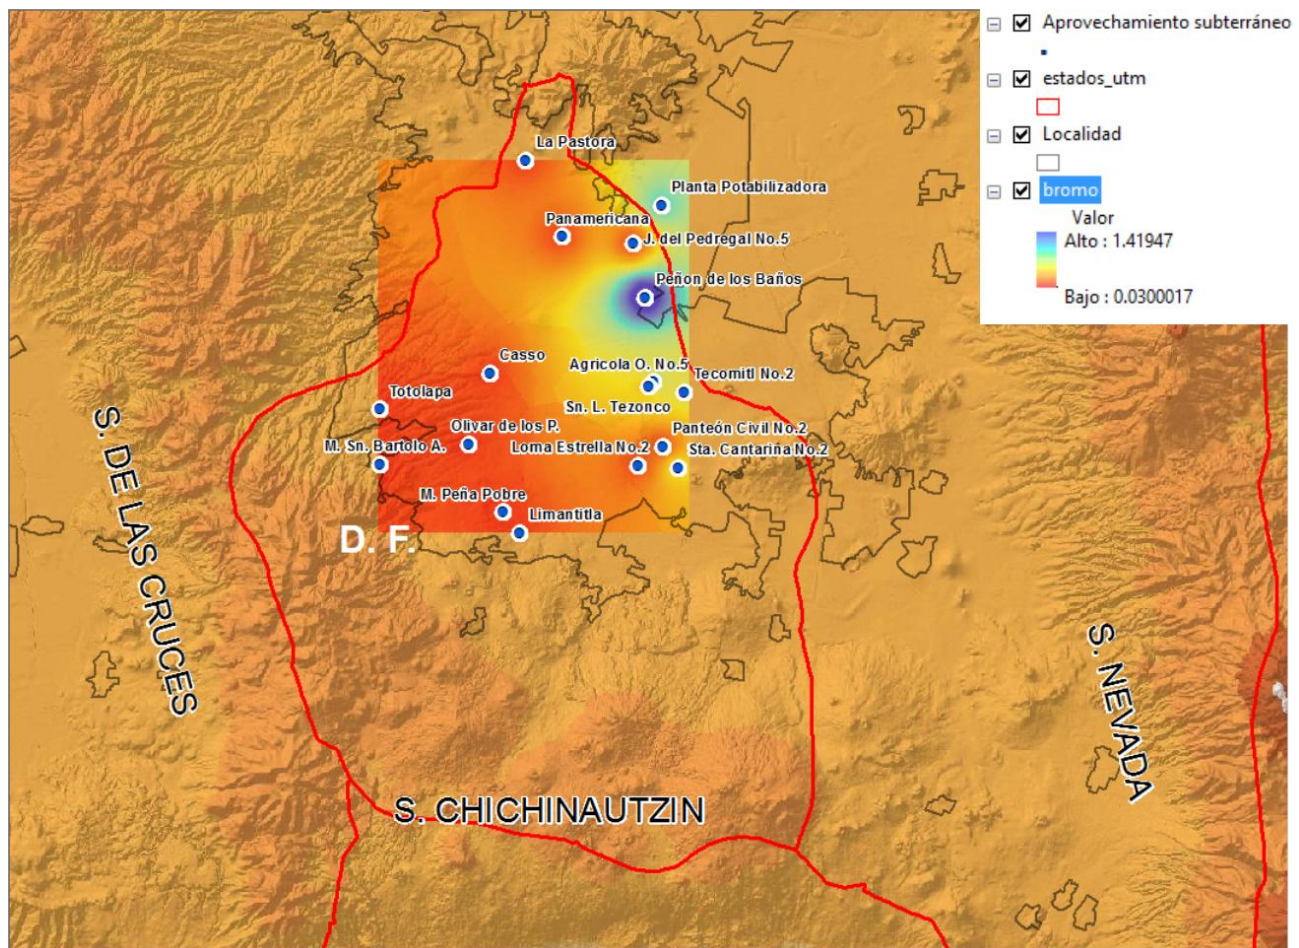 Aprovechamiento subterráneo
estados_utm
Localidad
bromo
Valor
Alto : 1.41947
Bajo : 0.0300017
La Pastora
Planta Potabilizadora
Panamericana
J. del Pedregal No.5
Peñon de los Baños
Casso
Agricola O. No.5
Tecomitl No.2
Totolapa
Sn. L. Tezonco
Olivar de los P.
Panteón Civil No.2
M. Sn. Bartolo A.
Loma Estrella No.2
Sta. Cantariña No.2
M. Peña Pobre
Limantitla
D. F.
S. DE LAS CRUCES
S. NEVADA
S. CHICHINAUTZIN